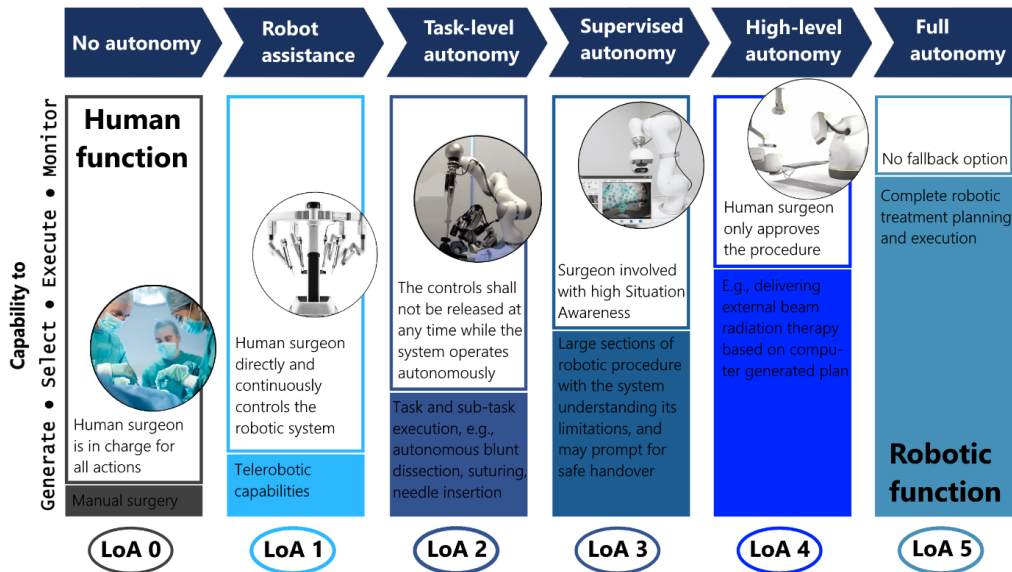 No autonomy
Robot
assistance
Task-level
autonomy
Supervised
autonomy
High-level
autonomy
Full
autonomy
Capability to
Generate ● Select ● Execute ● Monitor
Human
function
Human surgeon
is in charge for
all actions
Manual surgery
Human surgeon
directly and
continuously
controls the
robotic system
Telerobotic
capabilities
The controls shall
not be released at
any time while the
system operates
autonomously
Task and sub-task
execution, e.g.,
autonomous blunt
dissection, suturing,
needle insertion
Surgeon involved
with high Situation
Awareness
Large sections of
robotic procedure
with the system
understanding its
limitations, and
may prompt for
safe handover
Human surgeon
only approves
the procedure
E.g., delivering
external beam
radiation therapy
based on compu-
ter generated plan
No fallback option
Complete robotic
treatment planning
and execution
Robotic
function
LoA 0
LoA 1
LoA 2
LoA 3
LoA 4
LoA 5